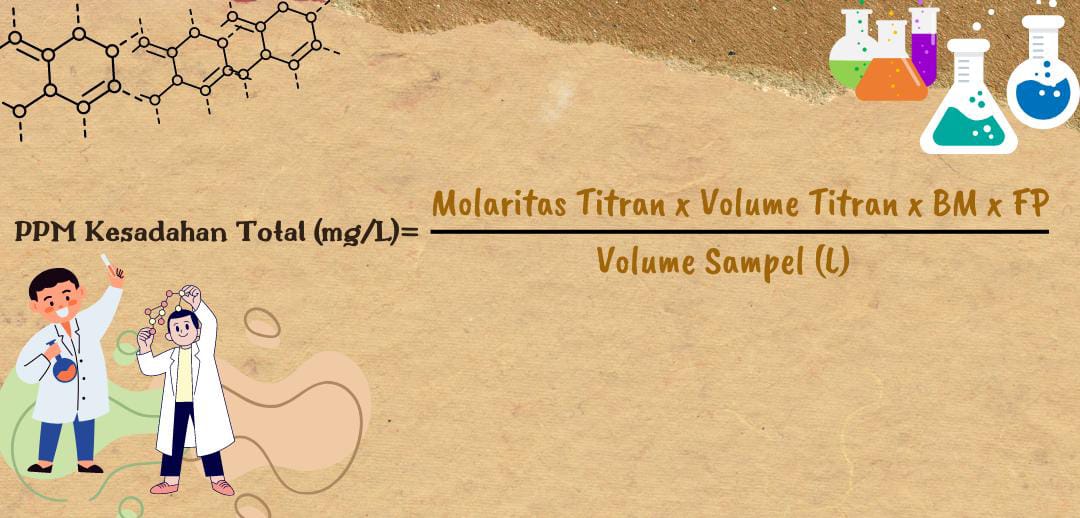 PPM Kesadahan Total (mg/L)=
Molaritas Titran x Volume Titran x BM x FP
Volume Sampel (L)